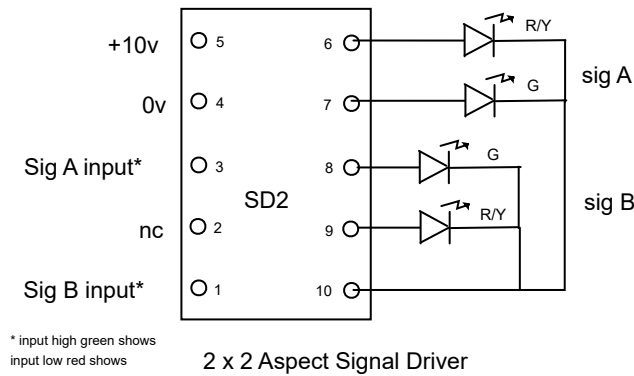 +10v 5 6 R/Y
sig A
0v 4 7 G
Sig A input* 3 8 G
SD2
sig B
nc 2 9 R/Y
Sig B input* 1 10
* input high green shows
input low red shows
2 x 2 Aspect Signal Driver